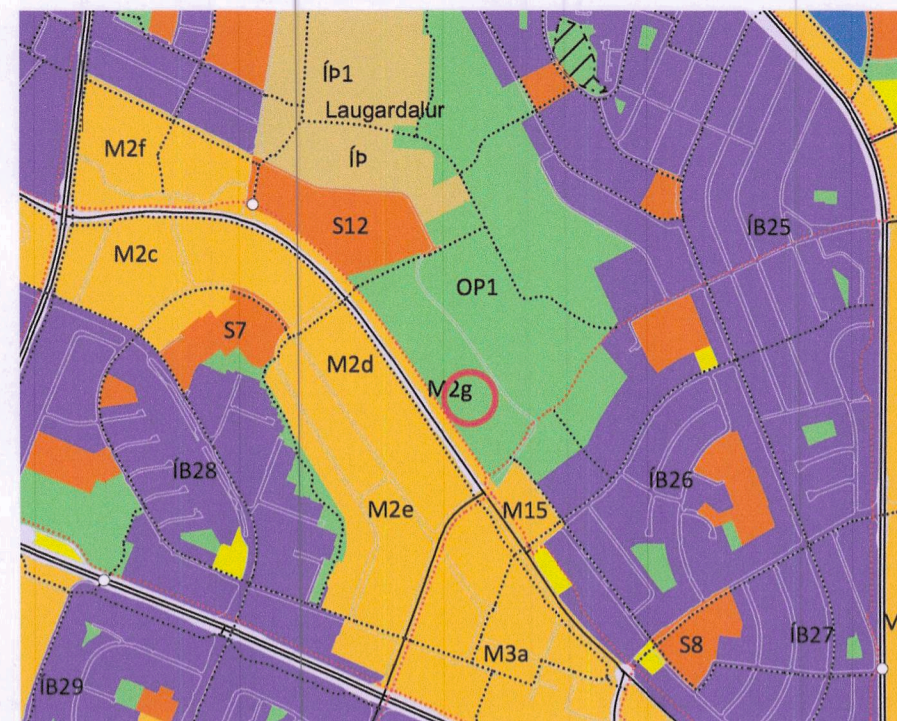 ÍÞ1
Laugardalur
M2f
ÍÞ
S12
ÍB25
M2c
OP1
S7
M2d
M2g
ÍB28
ÍB26
M2e
M15
S8
ÍB27
M3a
ÍB29